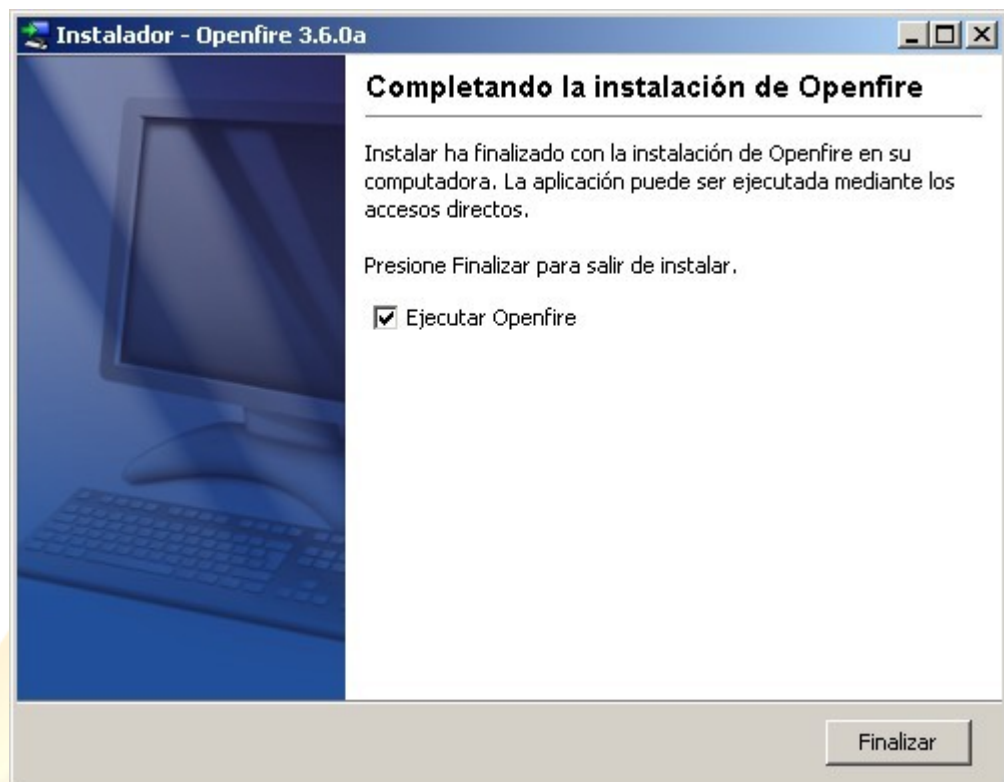 Instalador - Openfire 3.6.0a
Completando la instalación de Openfire
Instalar ha finalizado con la instalación de Openfire en su
computadora. La aplicación puede ser ejecutada mediante los
accesos directos.
Presione Finalizar para salir de instalar.
Ejecutar Openfire
Finalizar